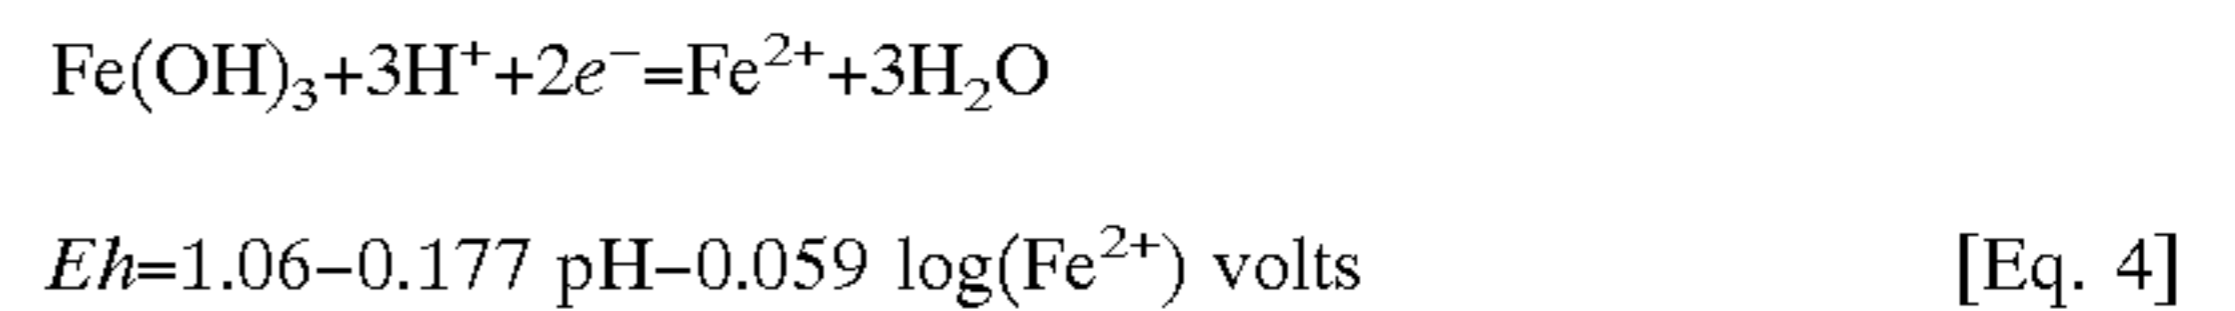 Fe(OH)₃+3H⁺+2e⁻=Fe²⁺+3H₂O
Eh=1.06–0.177 pH–0.059 log(Fe²⁺) volts [Eq. 4]